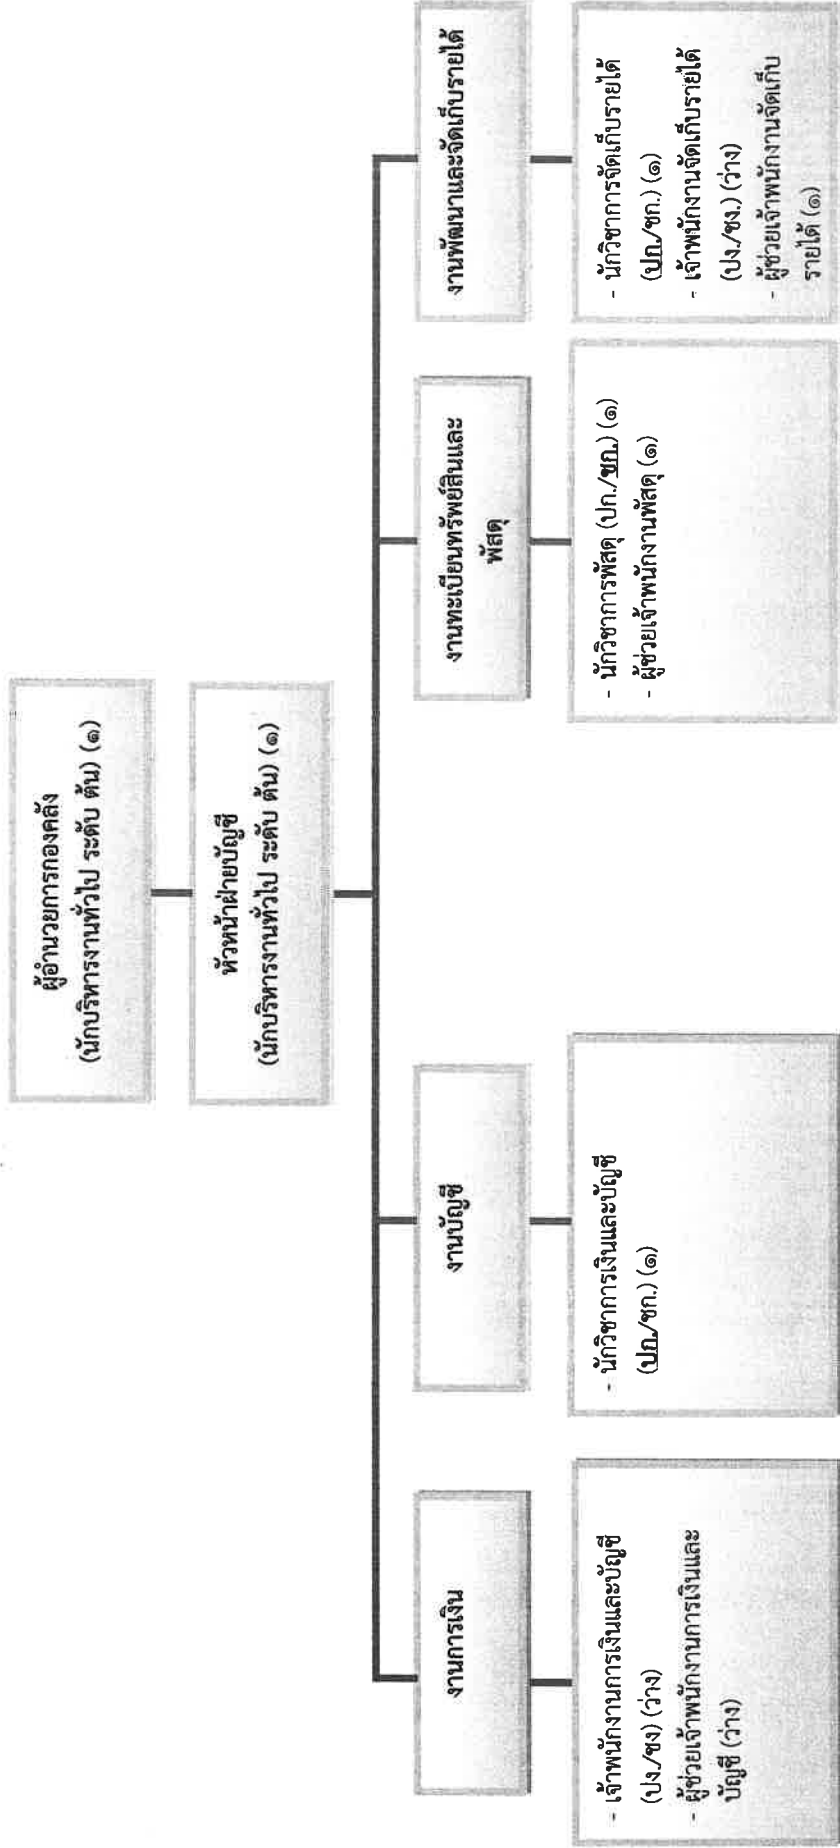 ผู้อำนวยการกองคลัง
(นักบริหารงานทั่วไป ระดับ ต้น) (๑)
หัวหน้าฝ่ายบัญชี
(นักบริหารงานทั่วไป ระดับ ต้น) (๑)
งานการเงิน
- เจ้าพนักงานการเงินและบัญชี
(ปง./ชง) (ว่าง)
- ผู้ช่วยเจ้าพนักงานการเงินและ
บัญชี (ว่าง)
งานบัญชี
- นักวิชาการเงินและบัญชี
(ปก./ชก.) (๑)
งานทะเบียนทรัพย์สินและ
พัสดุ
- นักวิชาการพัสดุ (ปก./ชก.) (๑)
- ผู้ช่วยเจ้าพนักงานพัสดุ (๑)
งานพัฒนาและจัดเก็บรายได้
- นักวิชาการจัดเก็บรายได้
(ปก./ชก.) (๑)
- เจ้าพนักงานจัดเก็บรายได้
(ปง./ชง.) (ว่าง)
- ผู้ช่วยเจ้าพนักงานจัดเก็บ
รายได้ (๑)